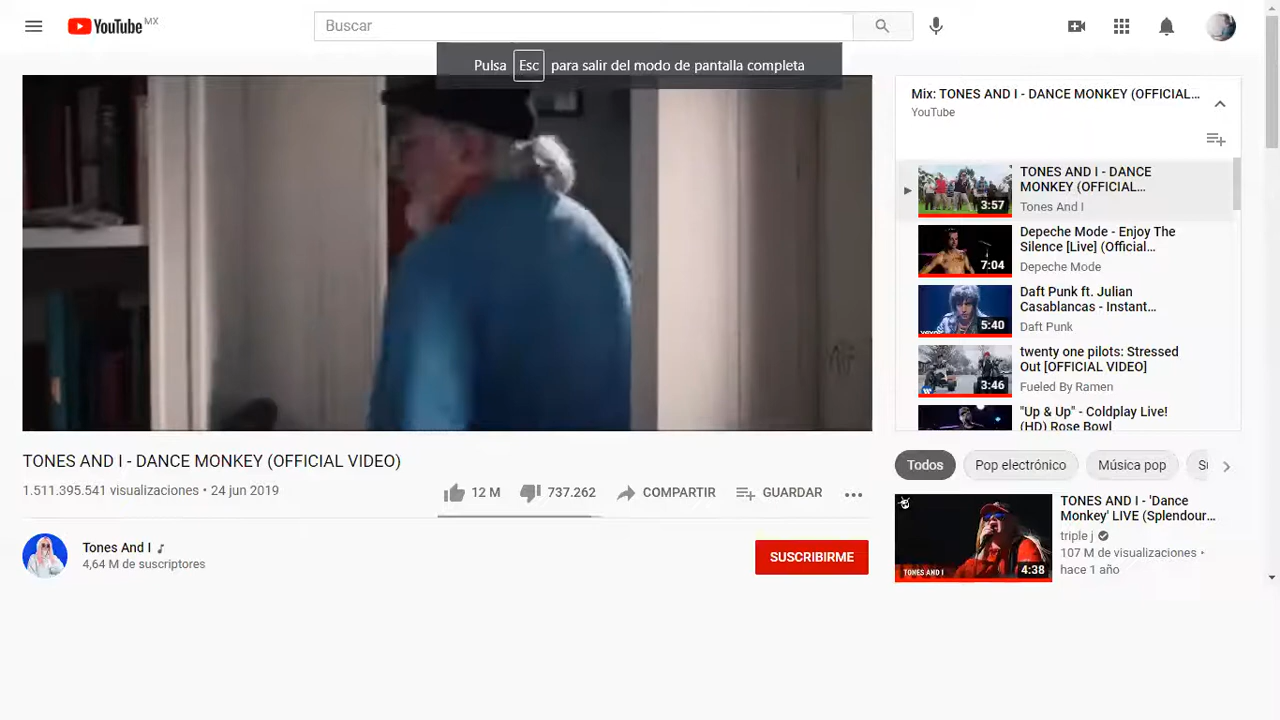 YouTube MX
Buscar
Pulsa Esc para salir del modo de pantalla completa
TONES AND I - DANCE MONKEY (OFFICIAL VIDEO)
1.511.395.541 visualizaciones • 24 jun 2019
12 M
737.262
COMPARTIR
GUARDAR
Tones And I
4,64 M de suscriptores
SUSCRIBIRME
Mix: TONES AND I - DANCE MONKEY (OFFICIAL...
YouTube
3:57
TONES AND I - DANCE
MONKEY (OFFICIAL...
Tones And I
7:04
Depeche Mode - Enjoy The
Silence [Live] (Official...
Depeche Mode
5:40
Daft Punk ft. Julian
Casablancas - Instant...
Daft Punk
3:46
twenty one pilots: Stressed
Out [OFFICIAL VIDEO]
Fueled By Ramen
"Up & Up" - Coldplay Live!
(HD) Rose Bowl
Todos
Pop electrónico
Música pop
TONES AND I
4:38
TONES AND I - 'Dance
Monkey' LIVE (Splendour...
triple j
107 M de visualizaciones •
hace 1 año